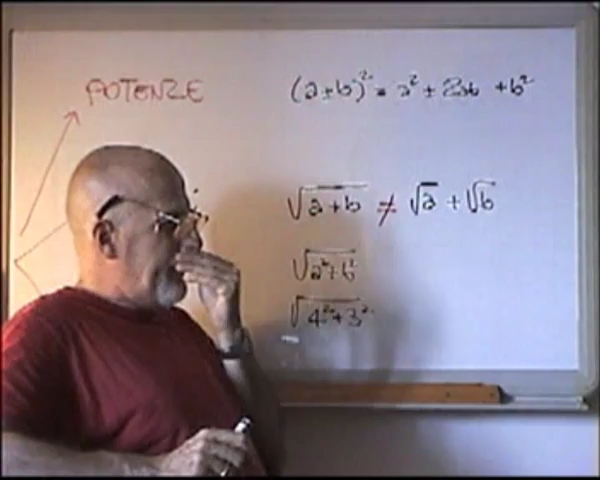 POTENZE
(a±b)² = a² ± 2ab + b²
√(a+b) ≠ √a + √b
√(a²+b²)
√(4²+3²)